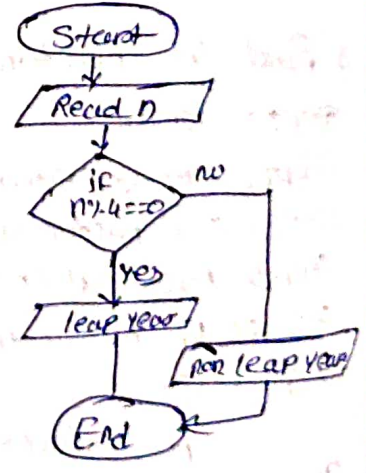 Start
Read n
if
n%4==0
no
yes
leap year
non leap year
End